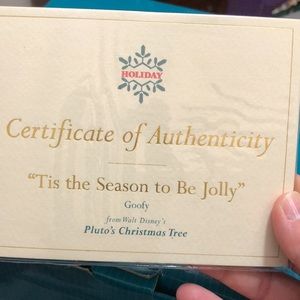 HOLIDAY
Certificate of Authenticity
“Tis the Season to Be Jolly”
Goofy
from Walt Disney's
Pluto's Christmas Tree